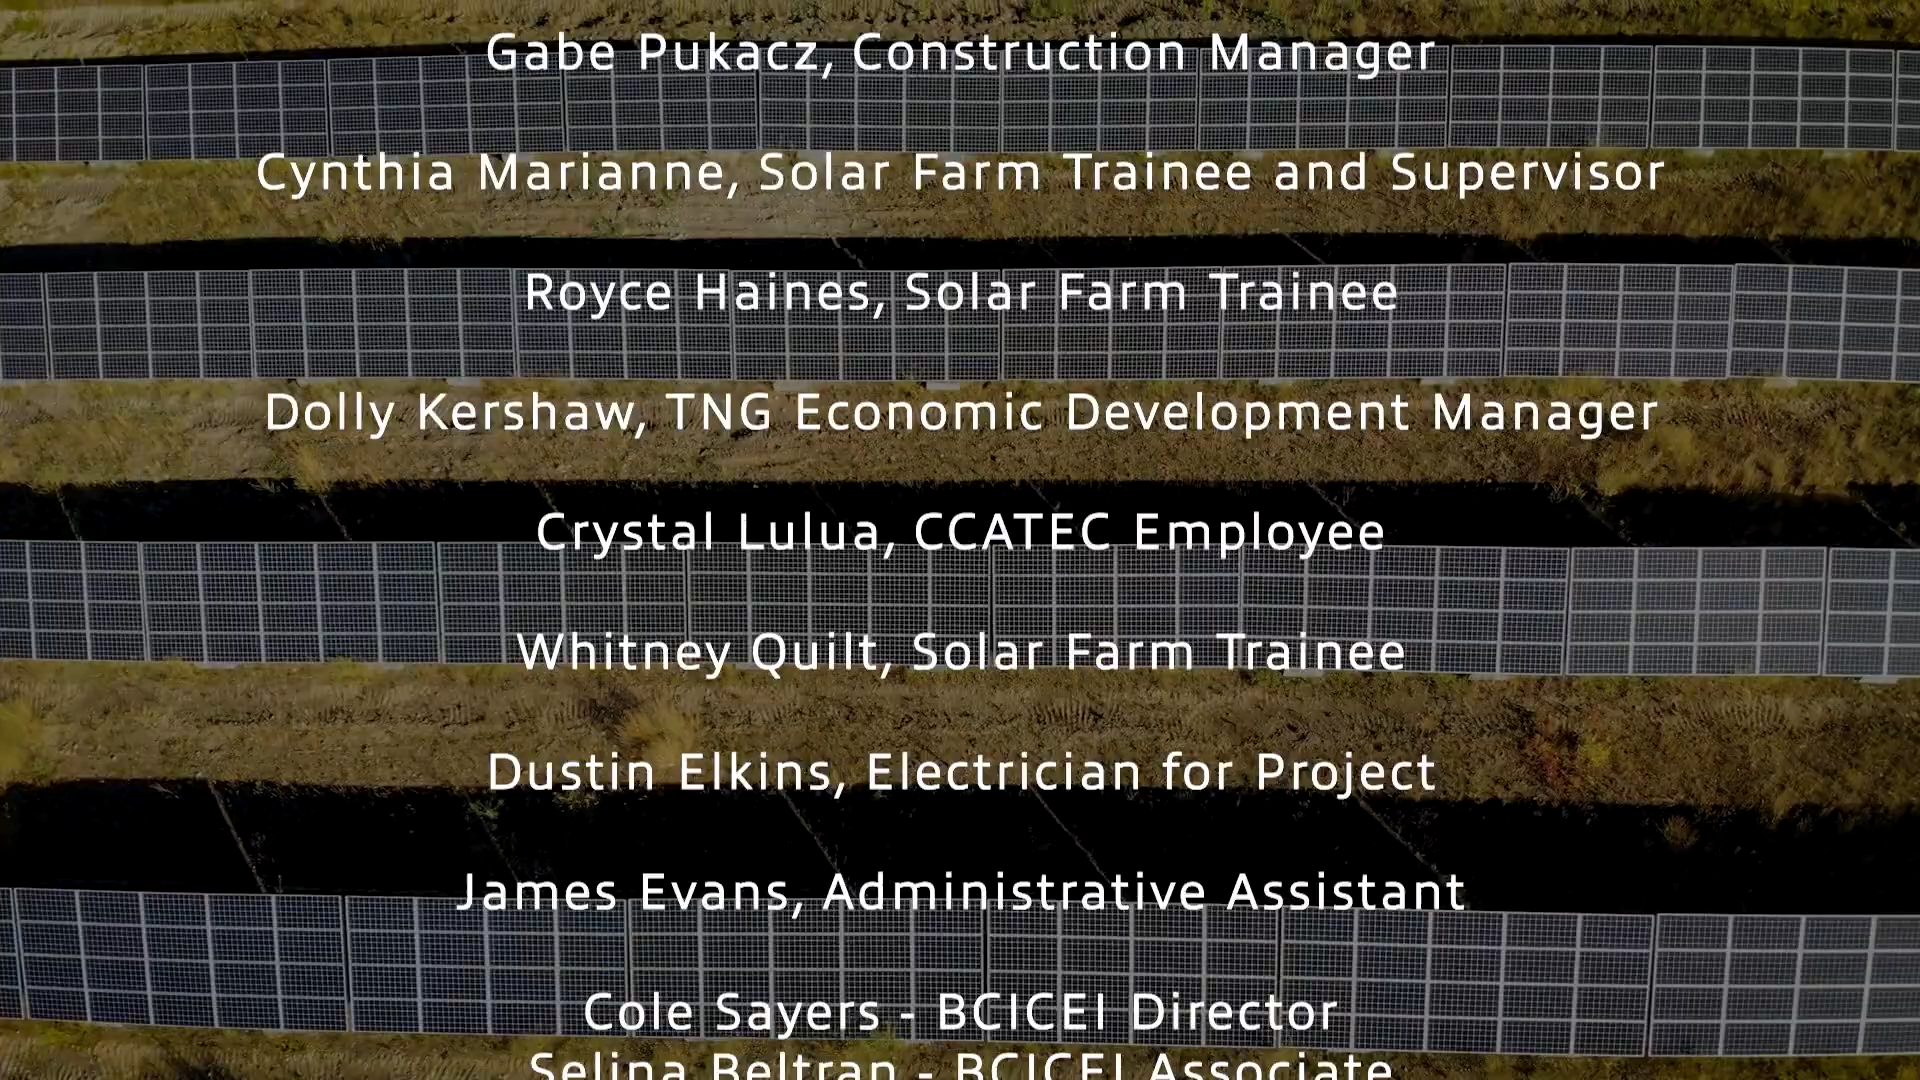 Gabe Pukacz, Construction Manager
Cynthia Marianne, Solar Farm Trainee and Supervisor
Royce Haines, Solar Farm Trainee
Dolly Kershaw, TNG Economic Development Manager
Crystal Lulua, CCATEC Employee
Whitney Quilt, Solar Farm Trainee
Dustin Elkins, Electrician for Project
James Evans, Administrative Assistant
Cole Sayers - BCICEI Director
Selina Beltran - BCICEI Associate